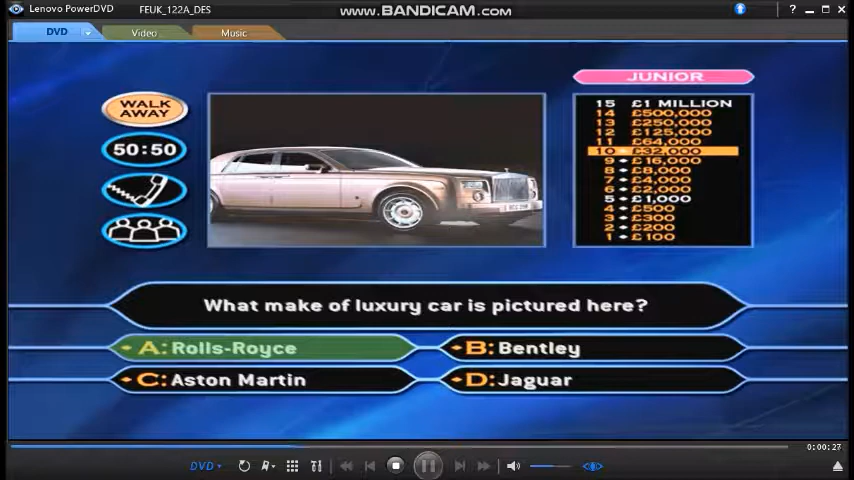 Lenovo PowerDVD
FEUK_122A_DES
www.BANDICAM.com
DVD
Video
Music
WALK
AWAY
50:50
JUNIOR
15 £1 MILLION
14 £500,000
13 £250,000
12 £125,000
11 £64,000
10 £32,000
9 £16,000
8 £8,000
7 £4,000
6 £2,000
5 £1,000
4 £500
3 £300
2 £200
1 £100
What make of luxury car is pictured here?
A: Rolls-Royce
B: Bentley
C: Aston Martin
D: Jaguar
DVD
0:00:27